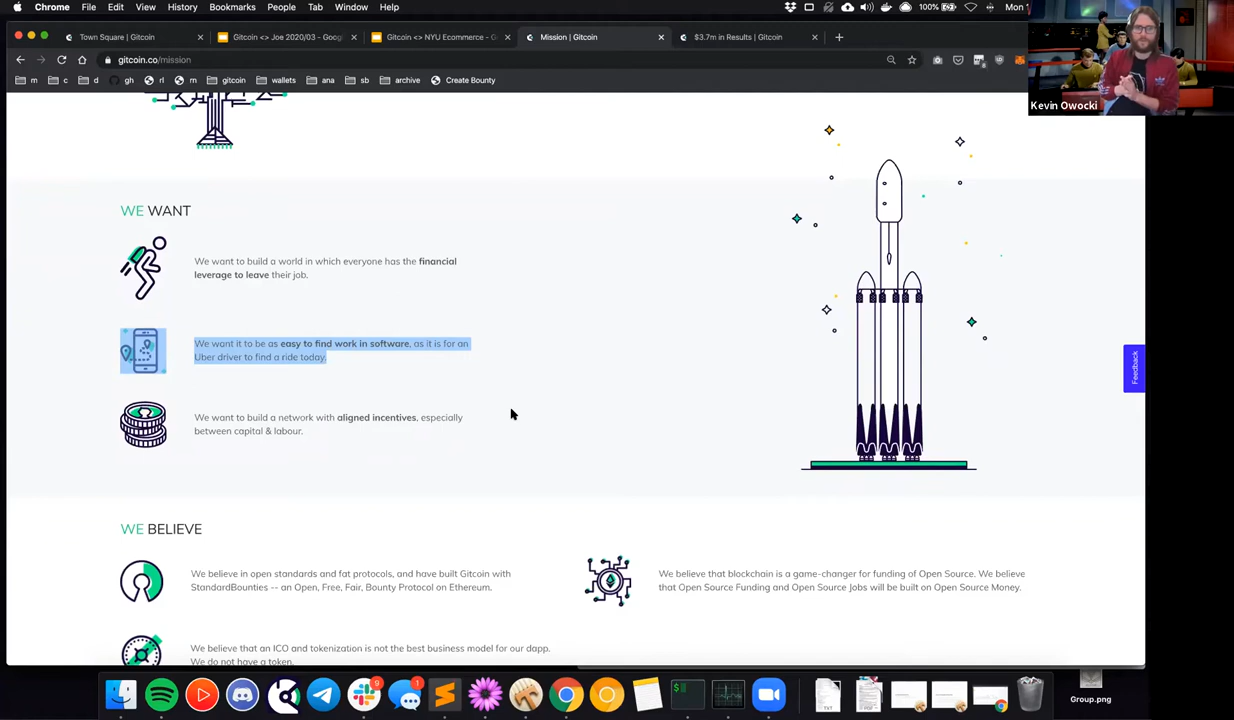 Chrome File Edit View History Bookmarks People Tab Window Help
100% Mon
Town Square | Gitcoin
Gitcoin <> Joe 2020/03 - Goog
Gitcoin <> NYU Ecommerce - G
Mission | Gitcoin
$3.7m in Results | Gitcoin
gitcoin.co/mission
m c d gh rl rn gitcoin wallets ana sb archive Create Bounty
Kevin Owocki
WE WANT
We want to build a world in which everyone has the financial
leverage to leave their job.
We want it to be as easy to find work in software, as it is for an
Uber driver to find a ride today.
Feedback
We want to build a network with aligned incentives, especially
between capital & labour.
WE BELIEVE
We believe in open standards and fat protocols, and have built Gitcoin with
StandardBounties -- an Open, Free, Fair, Bounty Protocol on Ethereum.
We believe that blockchain is a game-changer for funding of Open Source. We believe
that Open Source Funding and Open Source Jobs will be built on Open Source Money.
We believe that an ICO and tokenization is not the best business model for our dapp.
We do not have a token.
9
1
TXT
Group.png